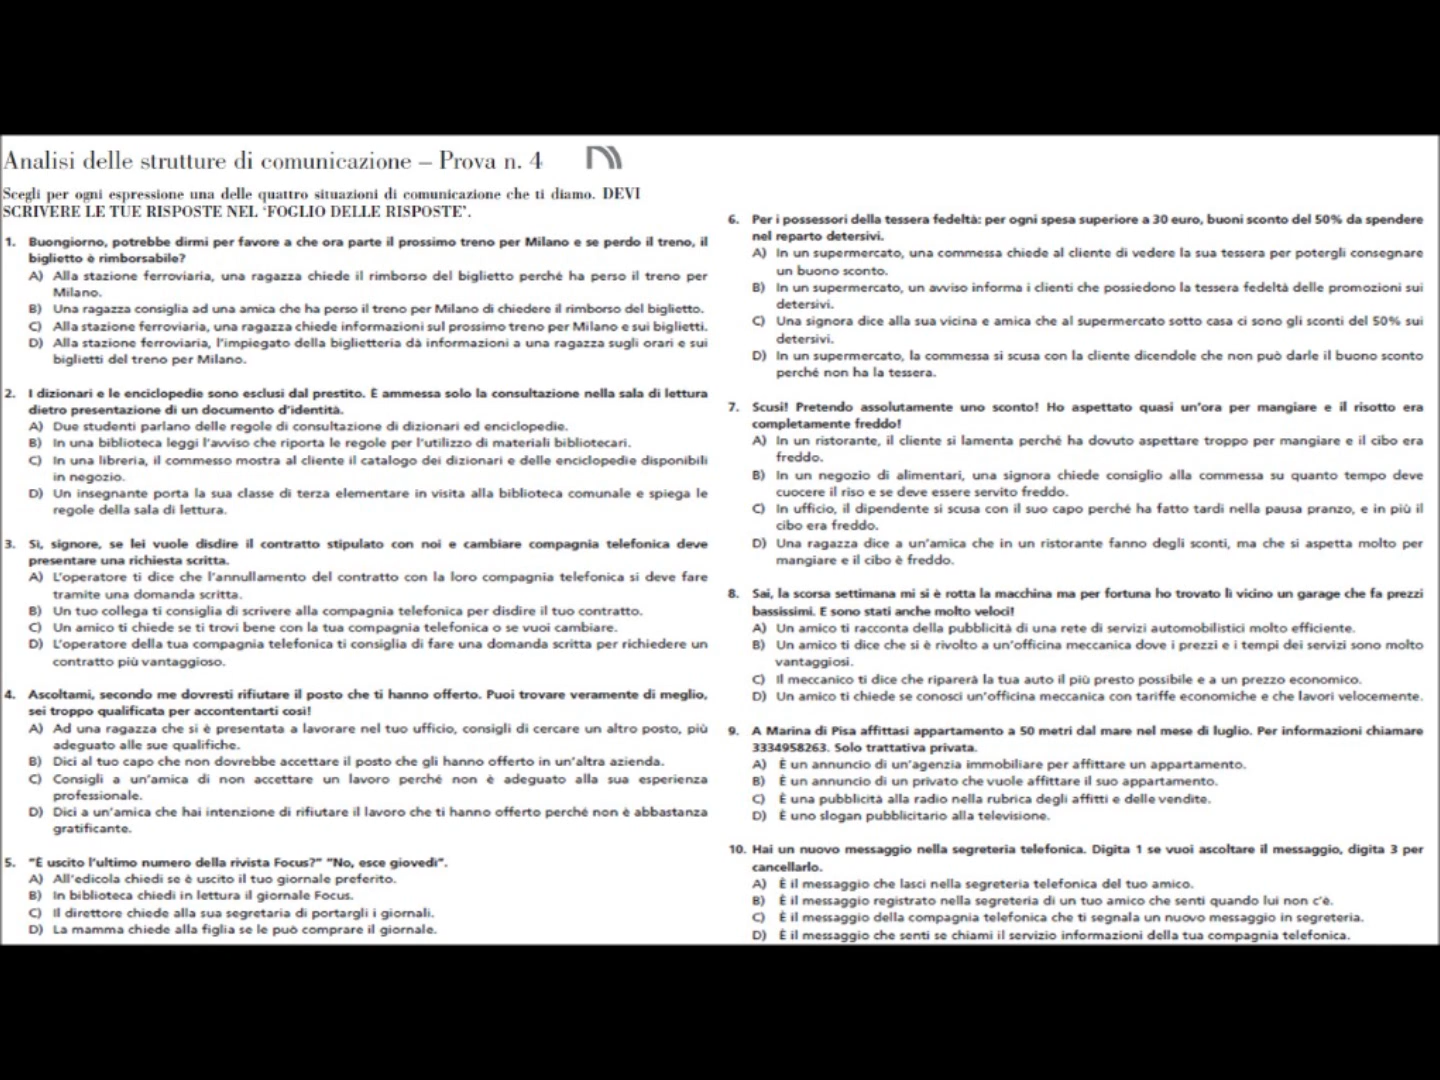 Analisi delle strutture di comunicazione – Prova n. 4
Scegli per ogni espressione una delle quattro situazioni di comunicazione che ti diamo. DEVI
SCRIVERE LE TUE RISPOSTE NEL ‘FOGLIO DELLE RISPOSTE’.
1. Buongiorno, potrebbe dirmi per favore a che ora parte il prossimo treno per Milano e se perdo il treno, il
biglietto è rimborsabile?
A) Alla stazione ferroviaria, una ragazza chiede il rimborso del biglietto perché ha perso il treno per
Milano.
B) Una ragazza consiglia ad una amica che ha perso il treno per Milano di chiedere il rimborso del biglietto.
C) Alla stazione ferroviaria, una ragazza chiede informazioni sul prossimo treno per Milano e sui biglietti.
D) Alla stazione ferroviaria, l’impiegato della biglietteria dà informazioni a una ragazza sugli orari e sui
biglietti del treno per Milano.
2. I dizionari e le enciclopedie sono esclusi dal prestito. È ammessa solo la consultazione nella sala di lettura
dietro presentazione di un documento d’identità.
A) Due studenti parlano delle regole di consultazione di dizionari ed enciclopedie.
B) In una biblioteca leggi l’avviso che riporta le regole per l’utilizzo di materiali bibliotecari.
C) In una libreria, il commesso mostra al cliente il catalogo dei dizionari e delle enciclopedie disponibili
in negozio.
D) Un insegnante porta la sua classe di terza elementare in visita alla biblioteca comunale e spiega le
regole della sala di lettura.
3. Sì, signore, se lei vuole disdire il contratto stipulato con noi e cambiare compagnia telefonica deve
presentare una richiesta scritta.
A) L’operatore ti dice che l’annullamento del contratto con la loro compagnia telefonica si deve fare
tramite una domanda scritta.
B) Un tuo collega ti consiglia di scrivere alla compagnia telefonica per disdire il tuo contratto.
C) Un amico ti chiede se ti trovi bene con la tua compagnia telefonica o se vuoi cambiare.
D) L’operatore della tua compagnia telefonica ti consiglia di fare una domanda scritta per richiedere un
contratto più vantaggioso.
4. Ascoltami, secondo me dovresti rifiutare il posto che ti hanno offerto. Puoi trovare veramente di meglio,
sei troppo qualificata per accontentarti così!
A) Ad una ragazza che si è presentata a lavorare nel tuo ufficio, consigli di cercare un altro posto, più
adeguato alle sue qualifiche.
B) Dici al tuo capo che non dovrebbe accettare il posto che gli hanno offerto in un’altra azienda.
C) Consigli a un’amica di non accettare un lavoro perché non è adeguato alla sua esperienza
professionale.
D) Dici a un’amica che hai intenzione di rifiutare il lavoro che ti hanno offerto perché non è abbastanza
gratificante.
5. “È uscito l’ultimo numero della rivista Focus?” “No, esce giovedì”.
A) All’edicola chiedi se è uscito il tuo giornale preferito.
B) In biblioteca chiedi in lettura il giornale Focus.
C) Il direttore chiede alla sua segretaria di portargli i giornali.
D) La mamma chiede alla figlia se le può comprare il giornale.
6. Per i possessori della tessera fedeltà: per ogni spesa superiore a 30 euro, buoni sconto del 50% da spendere
nel reparto detersivi.
A) In un supermercato, una commessa chiede al cliente di vedere la sua tessera per potergli consegnare
un buono sconto.
B) In un supermercato, un avviso informa i clienti che possiedono la tessera fedeltà delle promozioni sui
detersivi.
C) Una signora dice alla sua vicina e amica che al supermercato sotto casa ci sono gli sconti del 50% sui
detersivi.
D) In un supermercato, la commessa si scusa con la cliente dicendole che non può darle il buono sconto
perché non ha la tessera.
7. Scusi! Pretendo assolutamente uno sconto! Ho aspettato quasi un’ora per mangiare e il risotto era
completamente freddo!
A) In un ristorante, il cliente si lamenta perché ha dovuto aspettare troppo per mangiare e il cibo era
freddo.
B) In un negozio di alimentari, una signora chiede consiglio alla commessa su quanto tempo deve
cuocere il riso e se deve essere servito freddo.
C) In ufficio, il dipendente si scusa con il suo capo perché ha fatto tardi nella pausa pranzo, e in più il
cibo era freddo.
D) Una ragazza dice a un’amica che in un ristorante fanno degli sconti, ma che si aspetta molto per
mangiare e il cibo è freddo.
8. Sai, la scorsa settimana mi si è rotta la macchina ma per fortuna ho trovato lì vicino un garage che fa prezzi
bassissimi. E sono stati anche molto veloci!
A) Un amico ti racconta della pubblicità di una rete di servizi automobilistici molto efficiente.
B) Un amico ti dice che si è rivolto a un’officina meccanica dove i prezzi e i tempi dei servizi sono molto
vantaggiosi.
C) Il meccanico ti dice che riparerà la tua auto il più presto possibile e a un prezzo economico.
D) Un amico ti chiede se conosci un’officina meccanica con tariffe economiche e che lavori velocemente.
9. A Marina di Pisa affittasi appartamento a 50 metri dal mare nel mese di luglio. Per informazioni chiamare
3334958263. Solo trattativa privata.
A) È un annuncio di un’agenzia immobiliare per affittare un appartamento.
B) È un annuncio di un privato che vuole affittare il suo appartamento.
C) È una pubblicità alla radio nella rubrica degli affitti e delle vendite.
D) È uno slogan pubblicitario alla televisione.
10. Hai un nuovo messaggio nella segreteria telefonica. Digita 1 se vuoi ascoltare il messaggio, digita 3 per
cancellarlo.
A) È il messaggio che lasci nella segreteria telefonica del tuo amico.
B) È il messaggio registrato nella segreteria di un tuo amico che senti quando lui non c’è.
C) È il messaggio della compagnia telefonica che ti segnala un nuovo messaggio in segreteria.
D) È il messaggio che senti se chiami il servizio informazioni della tua compagnia telefonica.